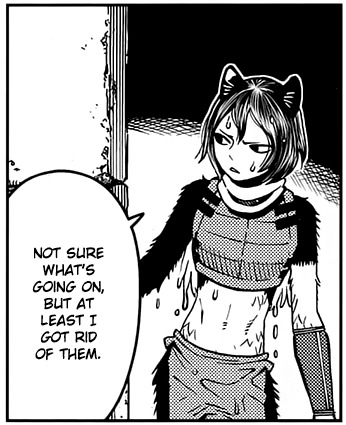 NOT SURE
WHAT'S
GOING ON,
BUT AT
LEAST I
GOT RID
OF THEM.